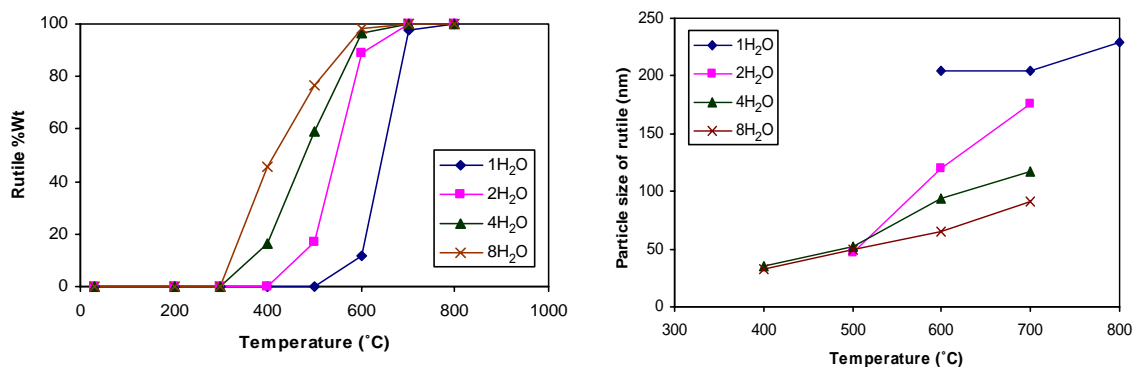 100
80
60
40
20
0
Rutile %Wt
0 200 400 600 800 1000
Temperature (˚C)
1H₂O
2H₂O
4H₂O
8H₂O
250
200
150
100
50
0
Particle size of rutile (nm)
300 400 500 600 700 800
Temperature (˚C)
1H₂O
2H₂O
4H₂O
8H₂O